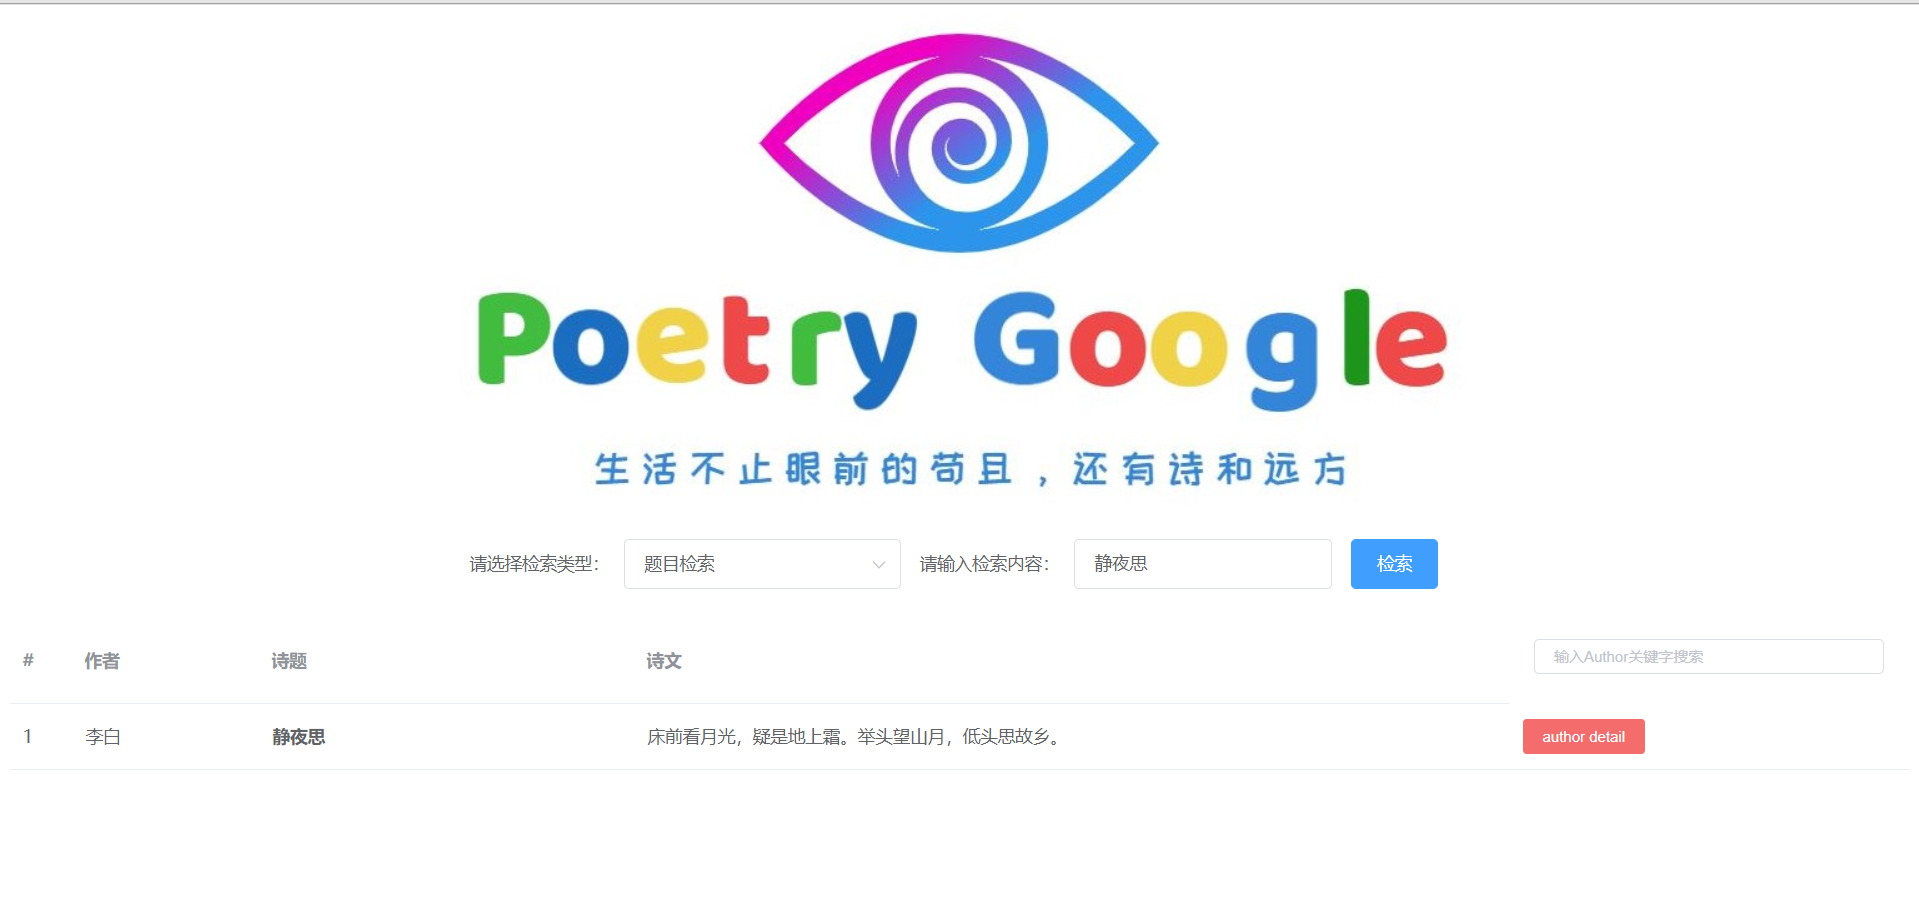 Poetry Google
生活不止眼前的苟且，还有诗和远方
请选择检索类型： 题目检索 请输入检索内容： 静夜思 检索
# 作者 诗题 诗文 输入Author关键字搜索
1 李白 静夜思 床前看月光，疑是地上霜。举头望山月，低头思故乡。 author detail